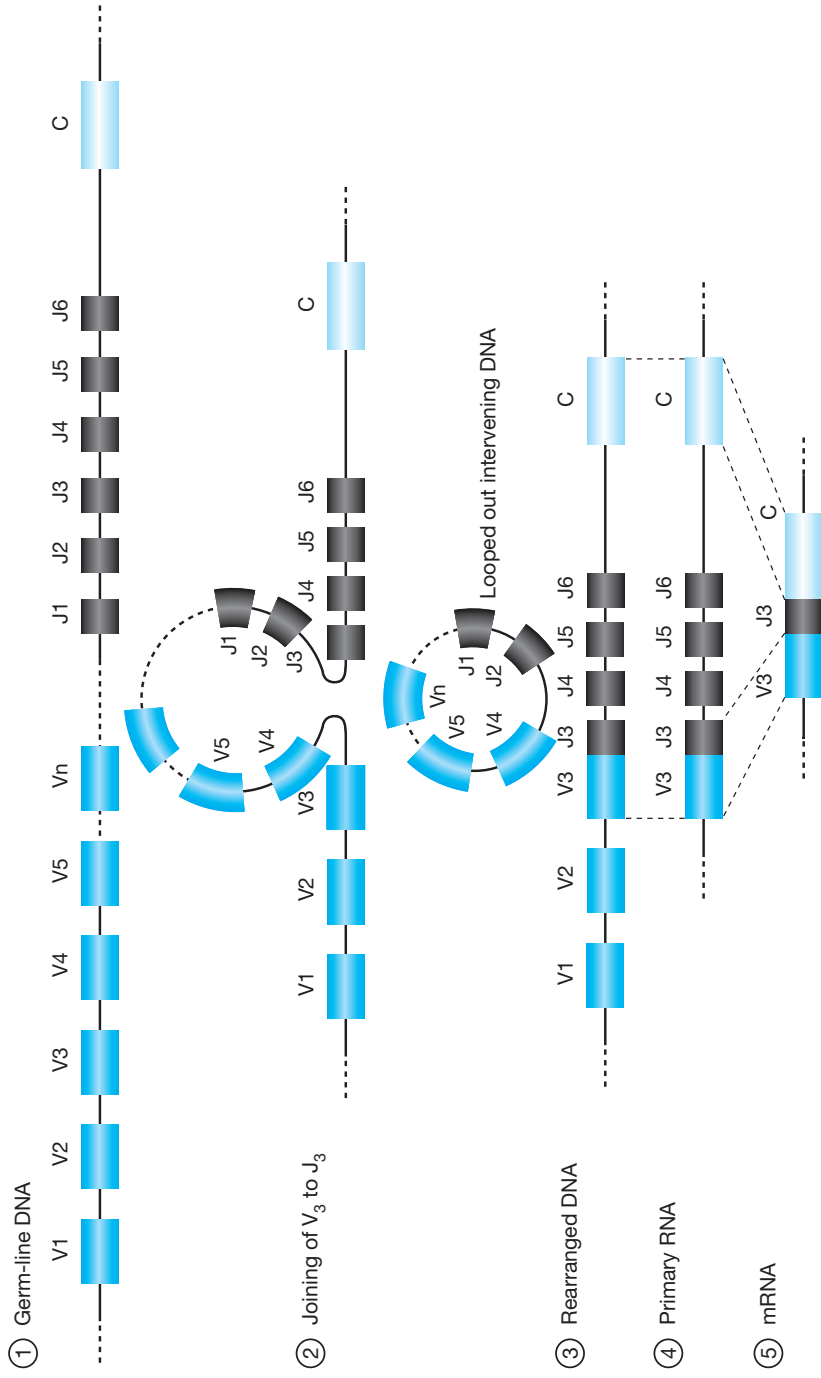 1 Germ-line DNA
V1 V2 V3 V4 V5 Vn J1 J2 J3 J4 J5 J6 C
2 Joining of V3 to J3
V1 V2 V3 V4 V5 J1 J2 J3 J4 J5 J6 C
V4 V5 Vn J1 J2
Looped out intervening DNA
3 Rearranged DNA
V1 V2 V3 J3 J4 J5 J6 C
4 Primary RNA
V3 J3 J4 J5 J6 C
5 mRNA
V3 J3 C